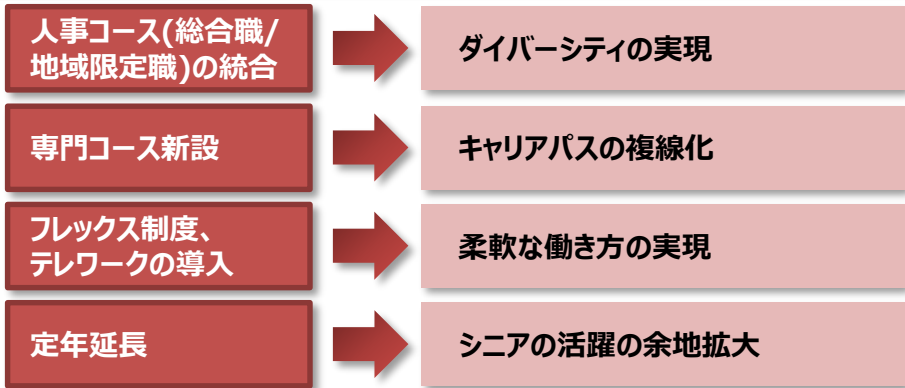 人事コース(総合職/
地域限定職)の統合
ダイバーシティの実現
専門コース新設
キャリアパスの複線化
フレックス制度、
テレワークの導入
柔軟な働き方の実現
定年延長
シニアの活躍の余地拡大